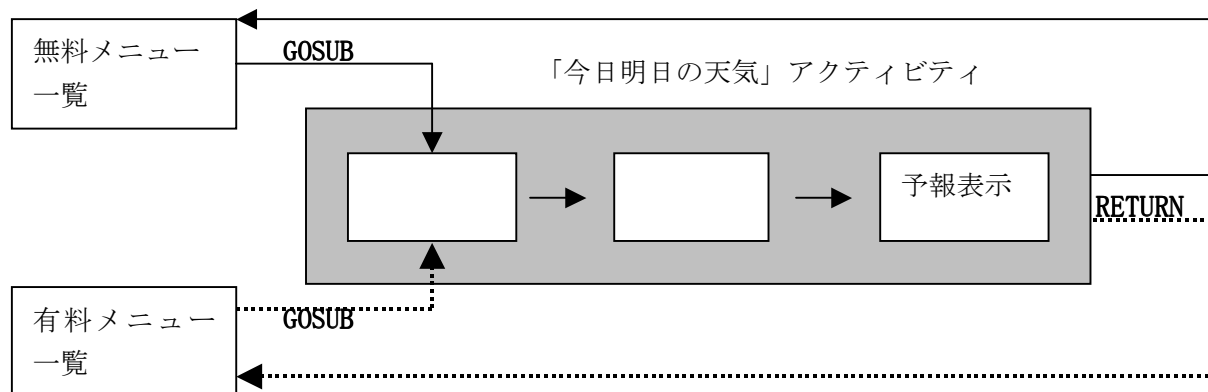 無料メニュー
一覧
GOSUB
「今日明日の天気」アクティビティ
予報表示
RETURN
有料メニュー
一覧
GOSUB